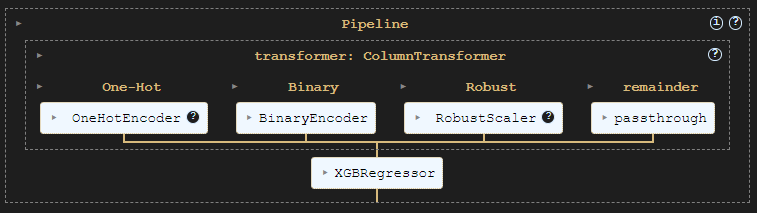 Pipeline i ?
transformer: ColumnTransformer ?
One-Hot Binary Robust remainder
OneHotEncoder ? BinaryEncoder RobustScaler ? passthrough
XGBRegressor